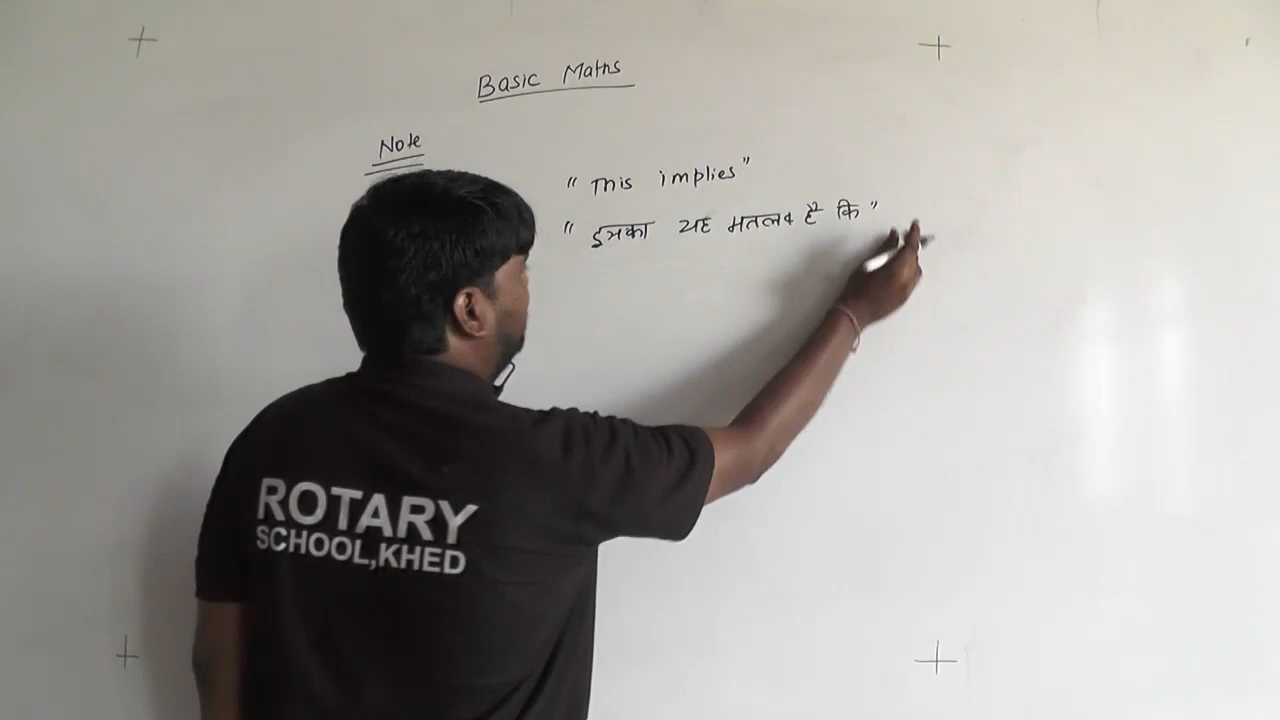 Basic Maths
Note
" This implies "
" इसका यह मतलब है कि "
ROTARY
SCHOOL,KHED